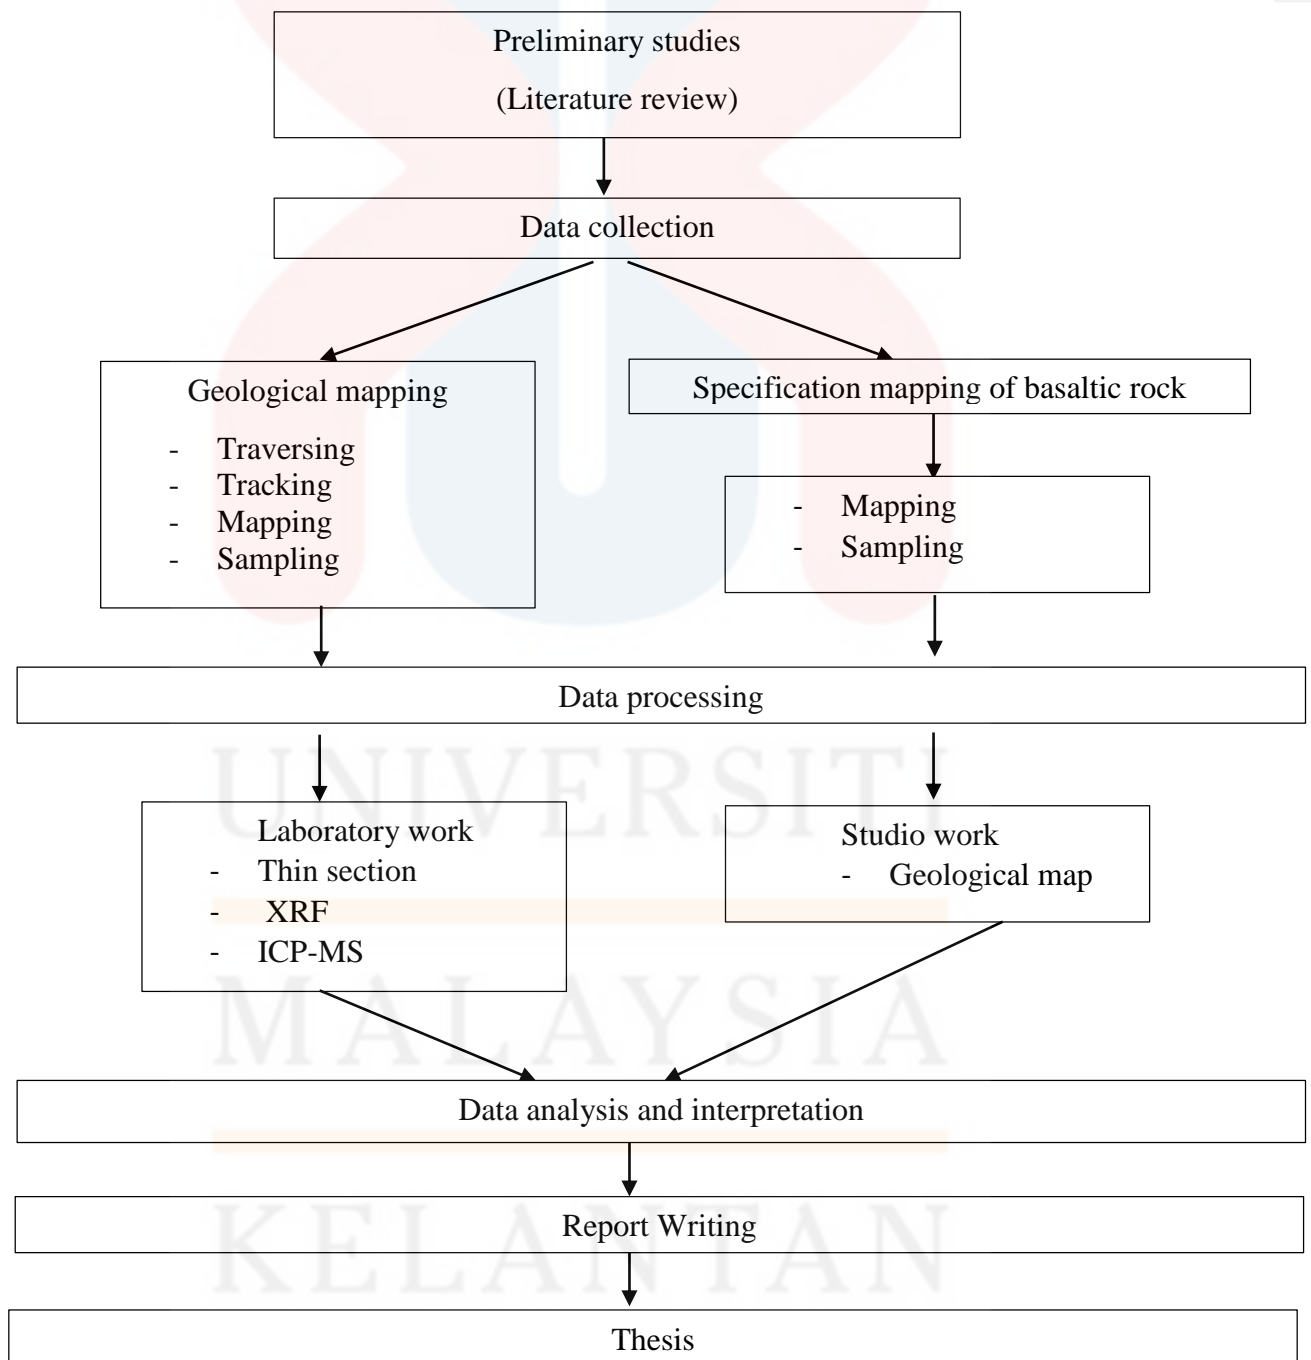 Preliminary studies
(Literature review)
Data collection
Geological mapping
- Traversing
- Tracking
- Mapping
- Sampling
Specification mapping of basaltic rock
- Mapping
- Sampling
Data processing
Laboratory work
- Thin section
- XRF
- ICP-MS
Studio work
- Geological map
UNIVERSITI
MALAYSIA
Data analysis and interpretation
Report Writing
KELANTAN
Thesis